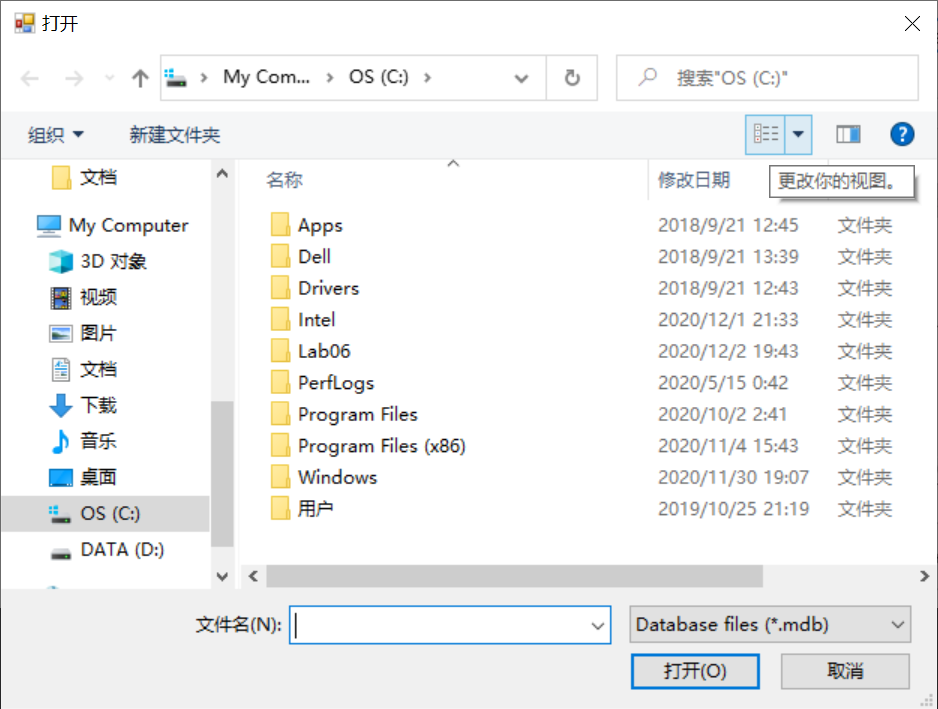 打开
My Com... OS (C:) 搜索"OS (C:)"
组织 新建文件夹 ?
更改你的视图。
文档
My Computer
3D 对象
视频
图片
文档
下载
音乐
桌面
OS (C:)
DATA (D:)
名称 修改日期
Apps 2018/9/21 12:45 文件夹
Dell 2018/9/21 13:39 文件夹
Drivers 2018/9/21 12:43 文件夹
Intel 2020/12/1 21:33 文件夹
Lab06 2020/12/2 19:43 文件夹
PerfLogs 2020/5/15 0:42 文件夹
Program Files 2020/10/2 2:41 文件夹
Program Files (x86) 2020/11/4 15:43 文件夹
Windows 2020/11/30 19:07 文件夹
用户 2019/10/25 21:19 文件夹
文件名(N): Database files (*.mdb)
打开(O) 取消